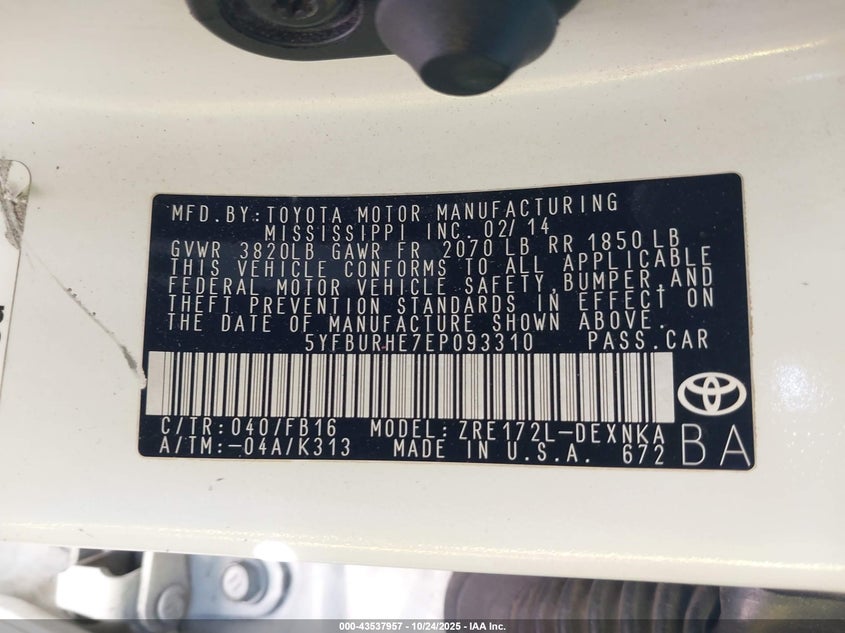 MFD. BY: TOYOTA MOTOR MANUFACTURING
MISSISSIPPI INC. 02/14
GVWR 3820LB GAWR FR 2070 LB RR 1850 LB
THIS VEHICLE CONFORMS TO ALL APPLICABLE
FEDERAL MOTOR VEHICLE SAFETY, BUMPER, AND
THEFT PREVENTION STANDARDS IN EFFECT ON
THE DATE OF MANUFACTURE SHOWN ABOVE.
5YFBURHE7EP093310 PASS. CAR
C/TR: 040/FB16 MODEL: ZRE172L-DEXNKA
A/TM: -04A/K313 MADE IN U.S.A. 672
BA
000-43537957 - 10/24/2025 - IAA Inc.